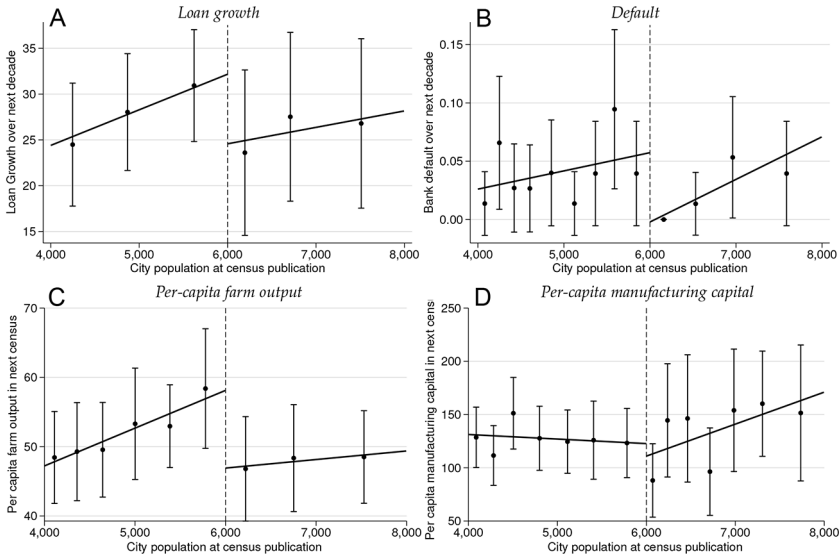 A
Loan growth
Loan Growth over next decade
35
30
25
20
15
4,000 5,000 6,000 7,000 8,000
City population at census publication
B
Default
Bank default over next decade
0.15
0.10
0.05
0.00
4,000 5,000 6,000 7,000 8,000
City population at census publication
C
Per-capita farm output
Per capita farm output in next census
70
60
50
40
4,000 5,000 6,000 7,000 8,000
City population at census publication
D
Per-capita manufacturing capital
Per capita manufacturing capital in next cens
250
200
150
100
50
4,000 5,000 6,000 7,000 8,000
City population at census publication